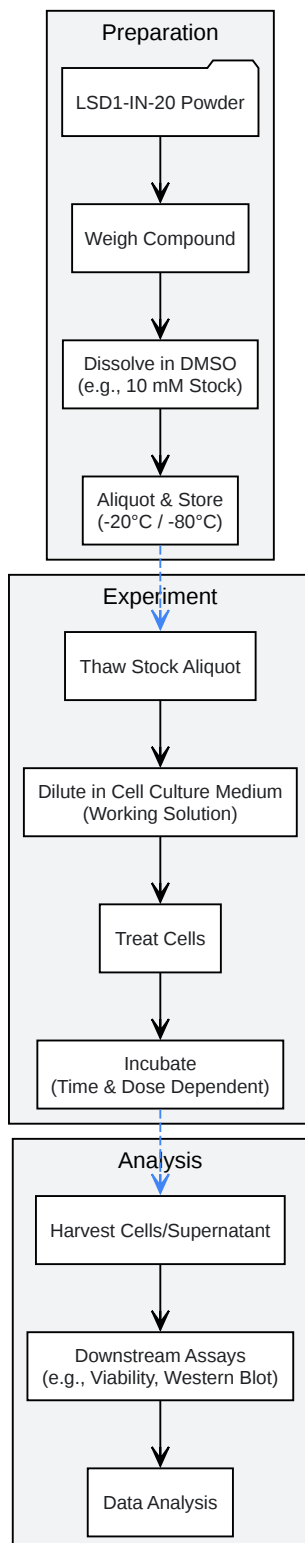 Preparation
LSD1-IN-20 Powder
Weigh Compound
Dissolve in DMSO
(e.g., 10 mM Stock)
Aliquot & Store
(-20°C / -80°C)
Experiment
Thaw Stock Aliquot
Dilute in Cell Culture Medium
(Working Solution)
Treat Cells
Incubate
(Time & Dose Dependent)
Analysis
Harvest Cells/Supernatant
Downstream Assays
(e.g., Viability, Western Blot)
Data Analysis